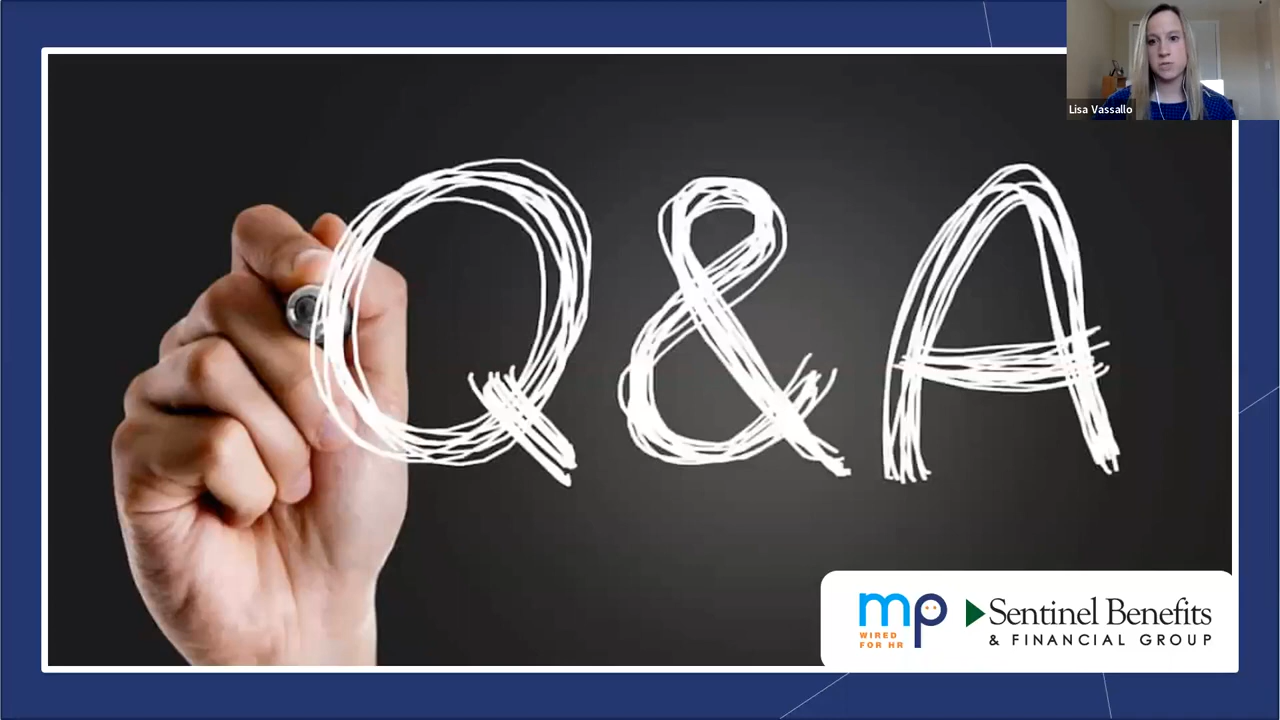 Lisa Vassallo
Q & A
mp
WIRED
FOR HR
Sentinel Benefits
& FINANCIAL GROUP